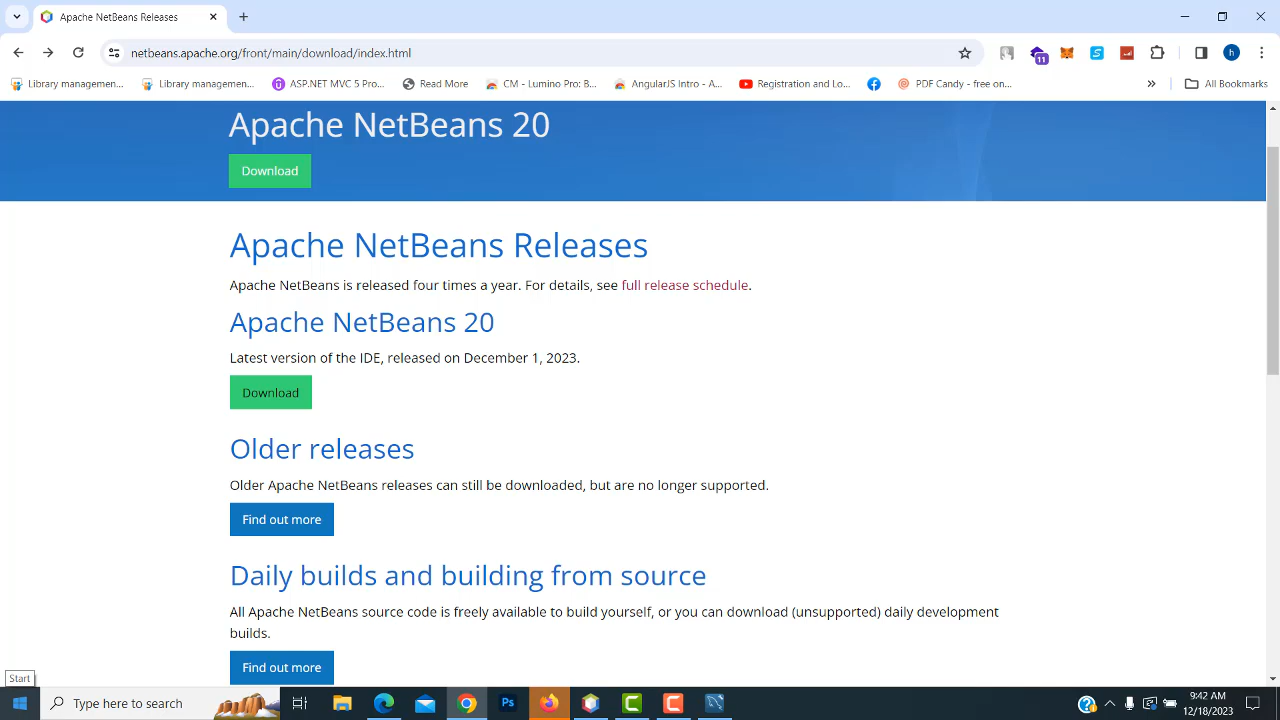 Apache NetBeans Releases
netbeans.apache.org/front/main/download/index.html
11
h
Library managemen...
Library managemen...
ASP.NET MVC 5 Pro...
Read More
CM - Lumino Pro: B...
AngularJS Intro - A...
Registration and Lo...
PDF Candy - free on...
»
All Bookmarks
Apache NetBeans 20
Download
Apache NetBeans Releases
Apache NetBeans is released four times a year. For details, see full release schedule.
Apache NetBeans 20
Latest version of the IDE, released on December 1, 2023.
Download
Older releases
Older Apache NetBeans releases can still be downloaded, but are no longer supported.
Find out more
Daily builds and building from source
All Apache NetBeans source code is freely available to build yourself, or you can download (unsupported) daily development
builds.
Find out more
Start
Type here to search
Ps
9:42 AM
12/18/2023